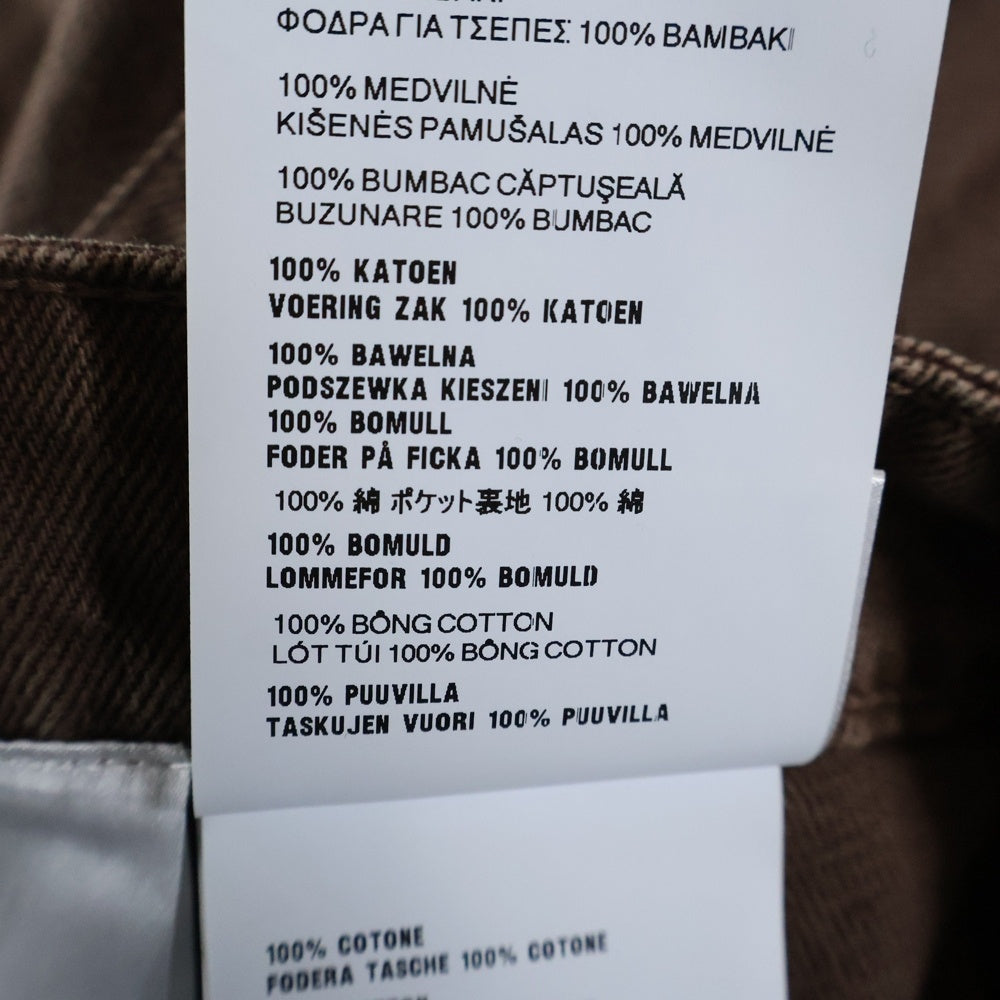 ΦΟΔΡΑ ΓΙΑ ΤΣΕΠΕΣ 100% ΒΑΜΒΑΚΙ
100% MEDVILNĖ
KIŠENĖS PAMUŠALAS 100% MEDVILNĖ
100% BUMBAC CĂPTUŞEALĂ
BUZUNARE 100% BUMBAC
100% KATOEN
VOERING ZAK 100% KATOEN
100% BAWELNA
PODSZEWKA KIESZENI 100% BAWELNA
100% BOMULL
FODER PÅ FICKA 100% BOMULL
100% 綿 ポケット裏地 100% 綿
100% BOMULD
LOMMEFOR 100% BOMULD
100% BÔNG COTTON
LÓT TÚI 100% BÔNG COTTON
100% PUUVILLA
TASKUJEN VUORI 100% PUUVILLA
100% COTONE
FODERA TASCHE 100% COTONE